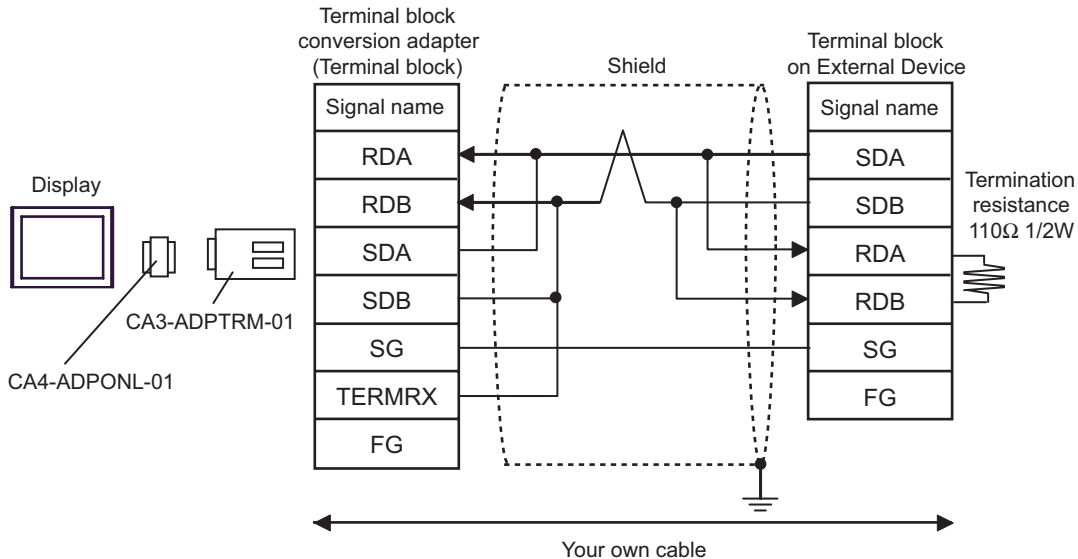 Terminal block
conversion adapter
(Terminal block)
Shield
Terminal block
on External Device
Display
CA3-ADPTRM-01
CA4-ADPONL-01
Signal name
RDA
RDB
SDA
SDB
SG
TERMRX
FG
Signal name
SDA
SDB
RDA
RDB
SG
FG
Termination
resistance
110Ω 1/2W
Your own cable